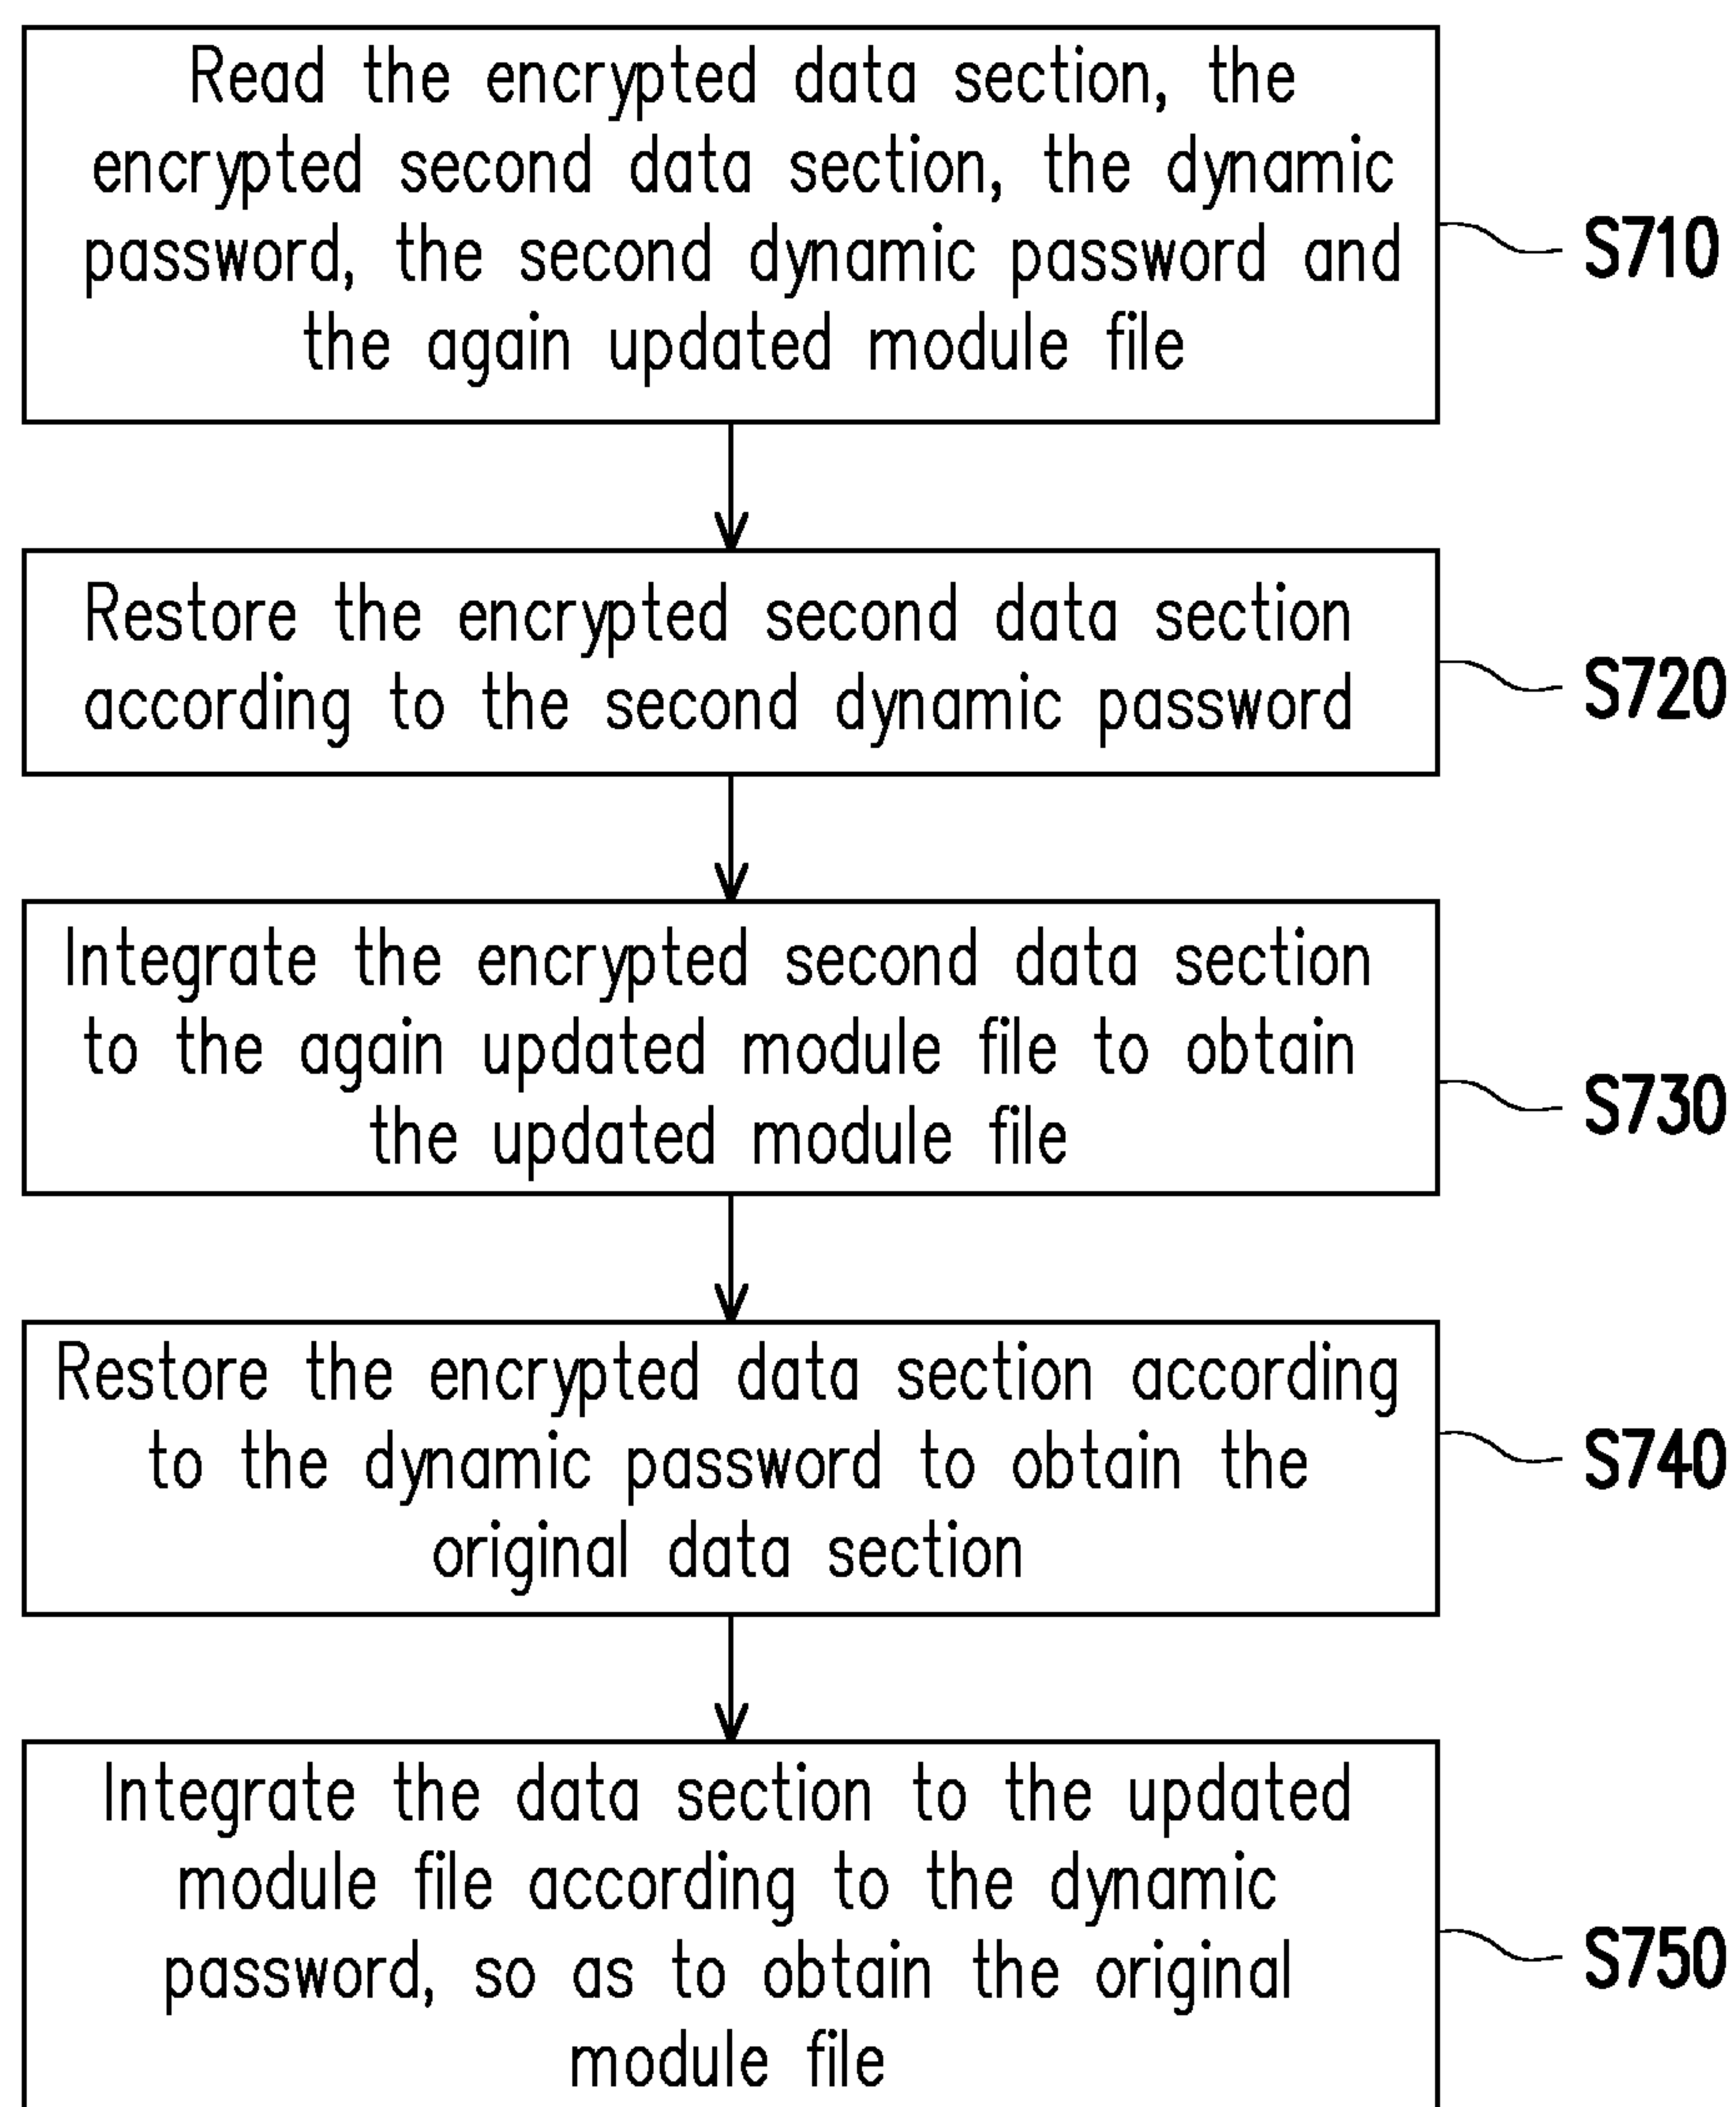 Read the encrypted data section, the
encrypted second data section, the dynamic
password, the second dynamic password and
the again updated module file
S710
Restore the encrypted second data section
according to the second dynamic password
S720
Integrate the encrypted second data section
to the again updated module file to obtain
the updated module file
S730
Restore the encrypted data section according
to the dynamic password to obtain the
original data section
S740
Integrate the data section to the updated
module file according to the dynamic
password, so as to obtain the original
module file
S750